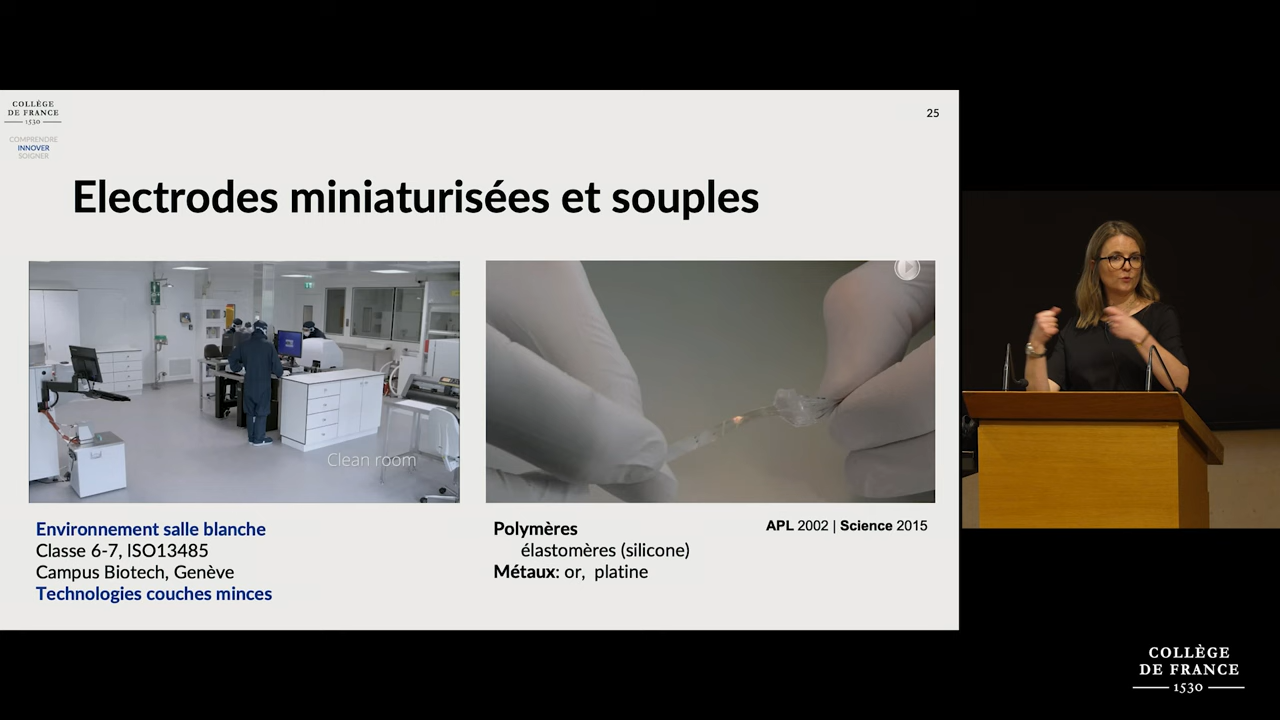 COLLÈGE
DE FRANCE
1530
COMPRENDRE
INNOVER
SOIGNER
25
Electrodes miniaturisées et souples
Clean room
Environnement salle blanche
Classe 6-7, ISO13485
Campus Biotech, Genève
Technologies couches minces
Polymères
élastomères (silicone)
Métaux: or, platine
APL 2002 | Science 2015
COLLÈGE
DE FRANCE
1530